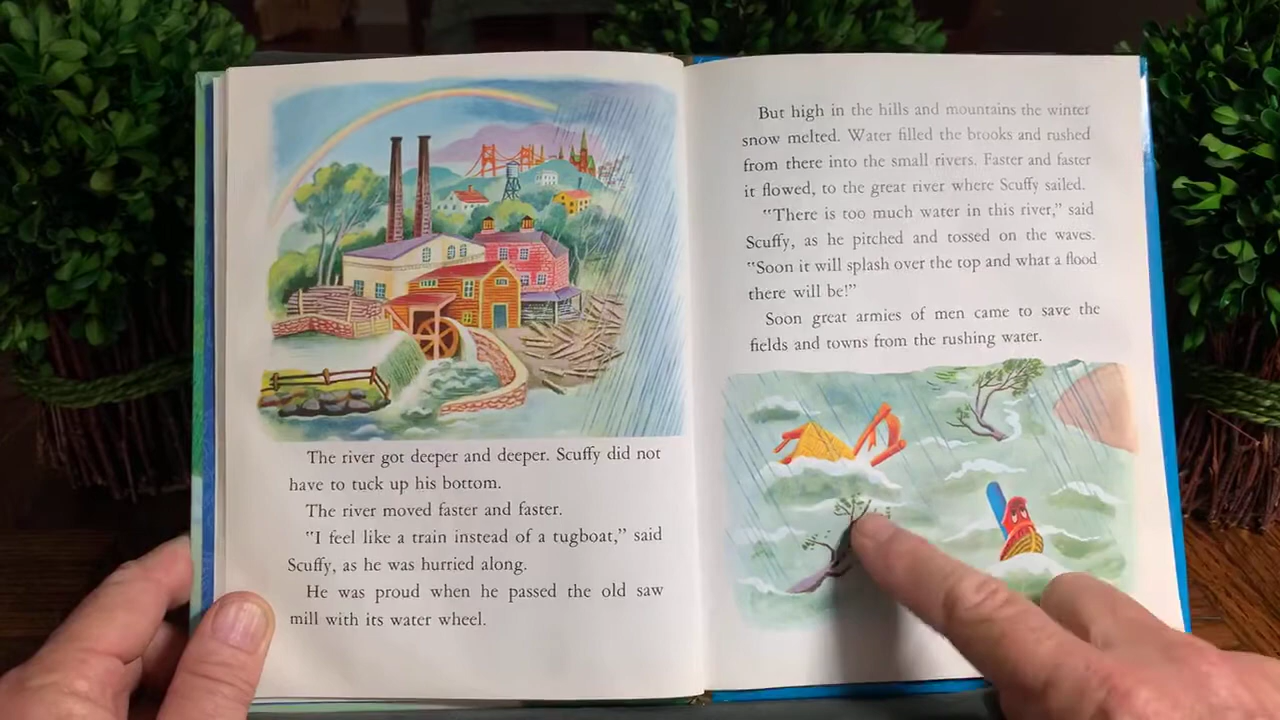 The river got deeper and deeper. Scuffy did not
have to tuck up his bottom.
The river moved faster and faster.
"I feel like a train instead of a tugboat," said
Scuffy, as he was hurried along.
He was proud when he passed the old saw
mill with its water wheel.
But high in the hills and mountains the winter
snow melted. Water filled the brooks and rushed
from there into the small rivers. Faster and faster
it flowed, to the great river where Scuffy sailed.
"There is too much water in this river," said
Scuffy, as he pitched and tossed on the waves.
"Soon it will splash over the top and what a flood
there will be!"
Soon great armies of men came to save the
fields and towns from the rushing water.